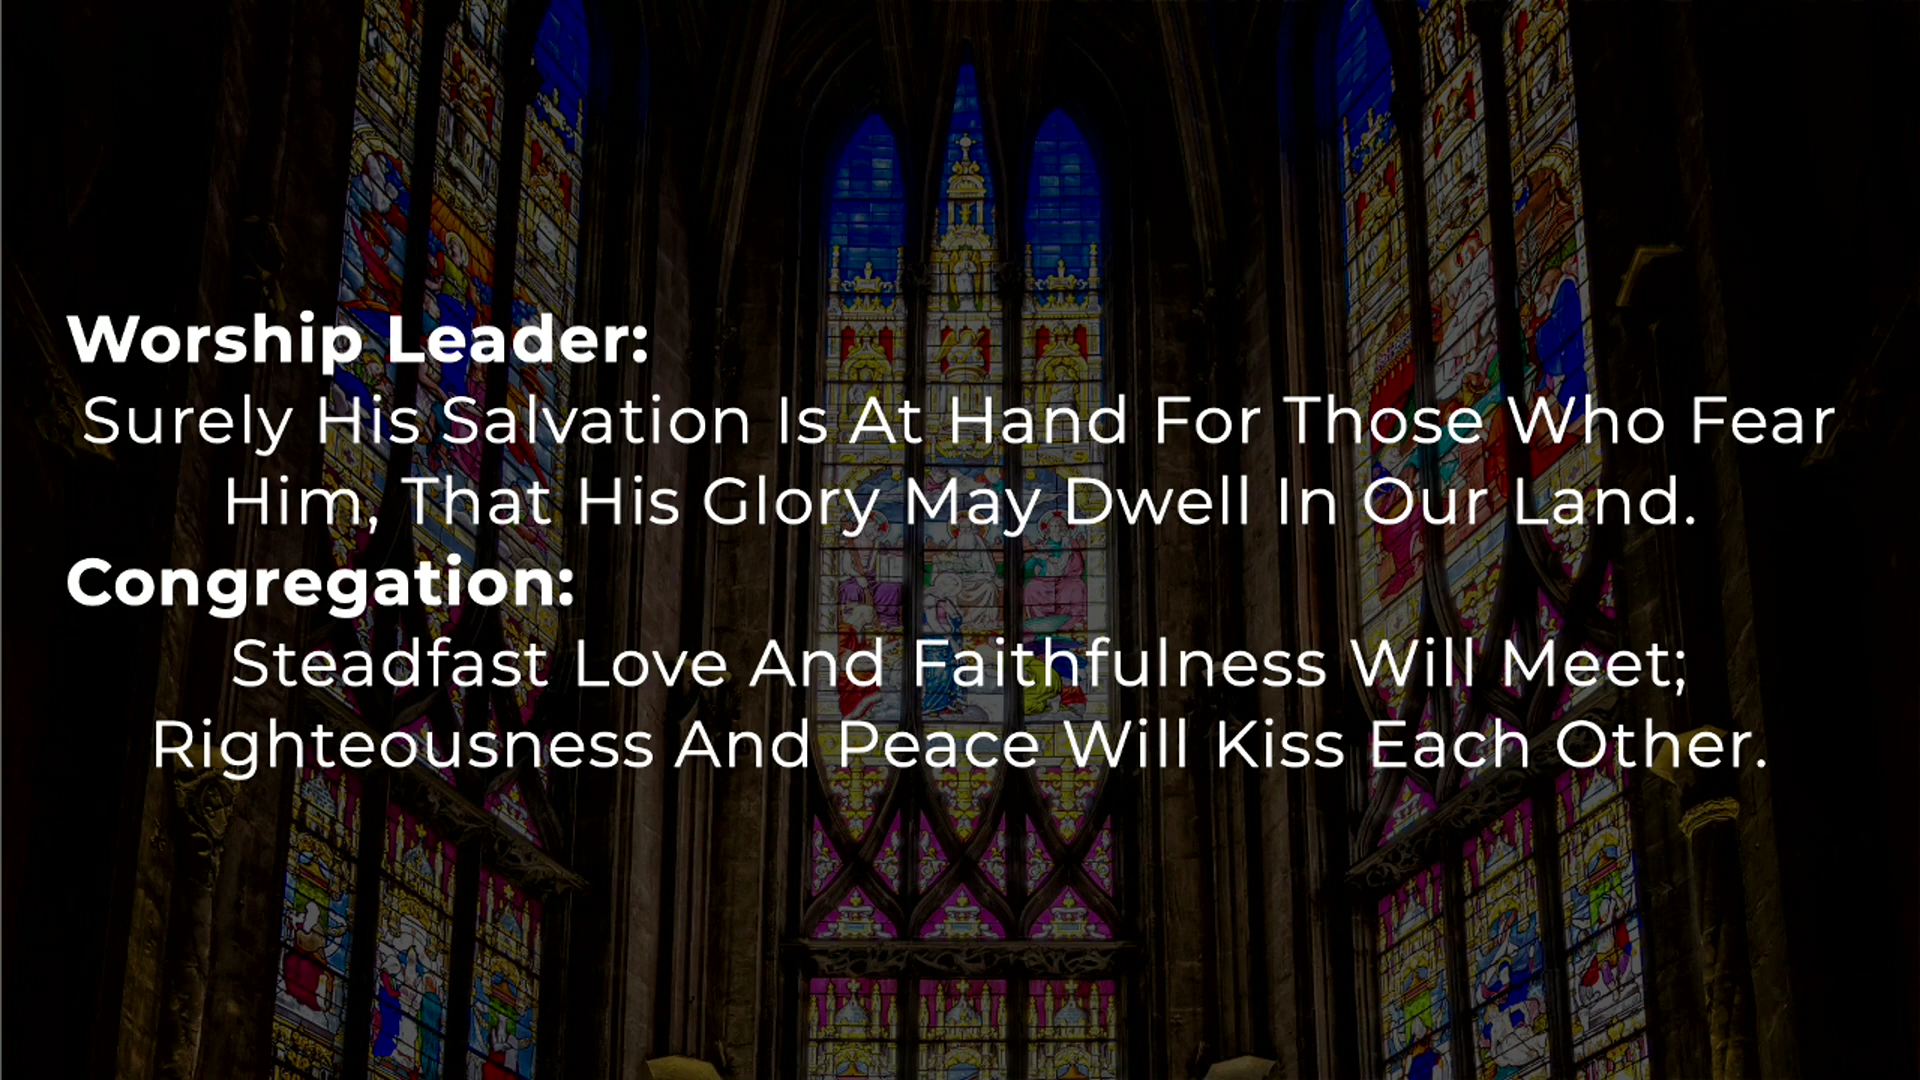 Worship Leader:
Surely His Salvation Is At Hand For Those Who Fear
Him, That His Glory May Dwell In Our Land.
Congregation:
Steadfast Love And Faithfulness Will Meet;
Righteousness And Peace Will Kiss Each Other.